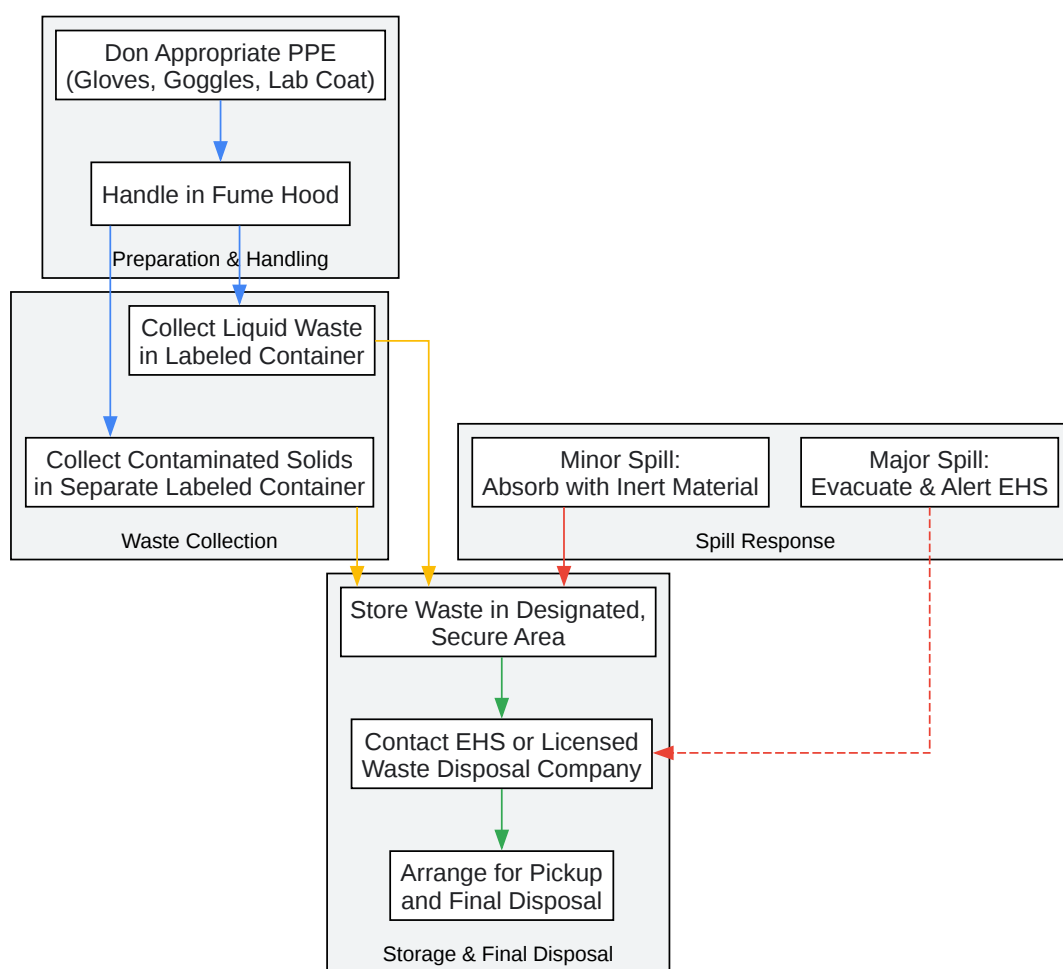 Don Appropriate PPE
(Gloves, Goggles, Lab Coat)
Handle in Fume Hood
Preparation & Handling
Collect Liquid Waste
in Labeled Container
Collect Contaminated Solids
in Separate Labeled Container
Waste Collection
Minor Spill:
Absorb with Inert Material
Major Spill:
Evacuate & Alert EHS
Spill Response
Store Waste in Designated,
Secure Area
Contact EHS or Licensed
Waste Disposal Company
Arrange for Pickup
and Final Disposal
Storage & Final Disposal